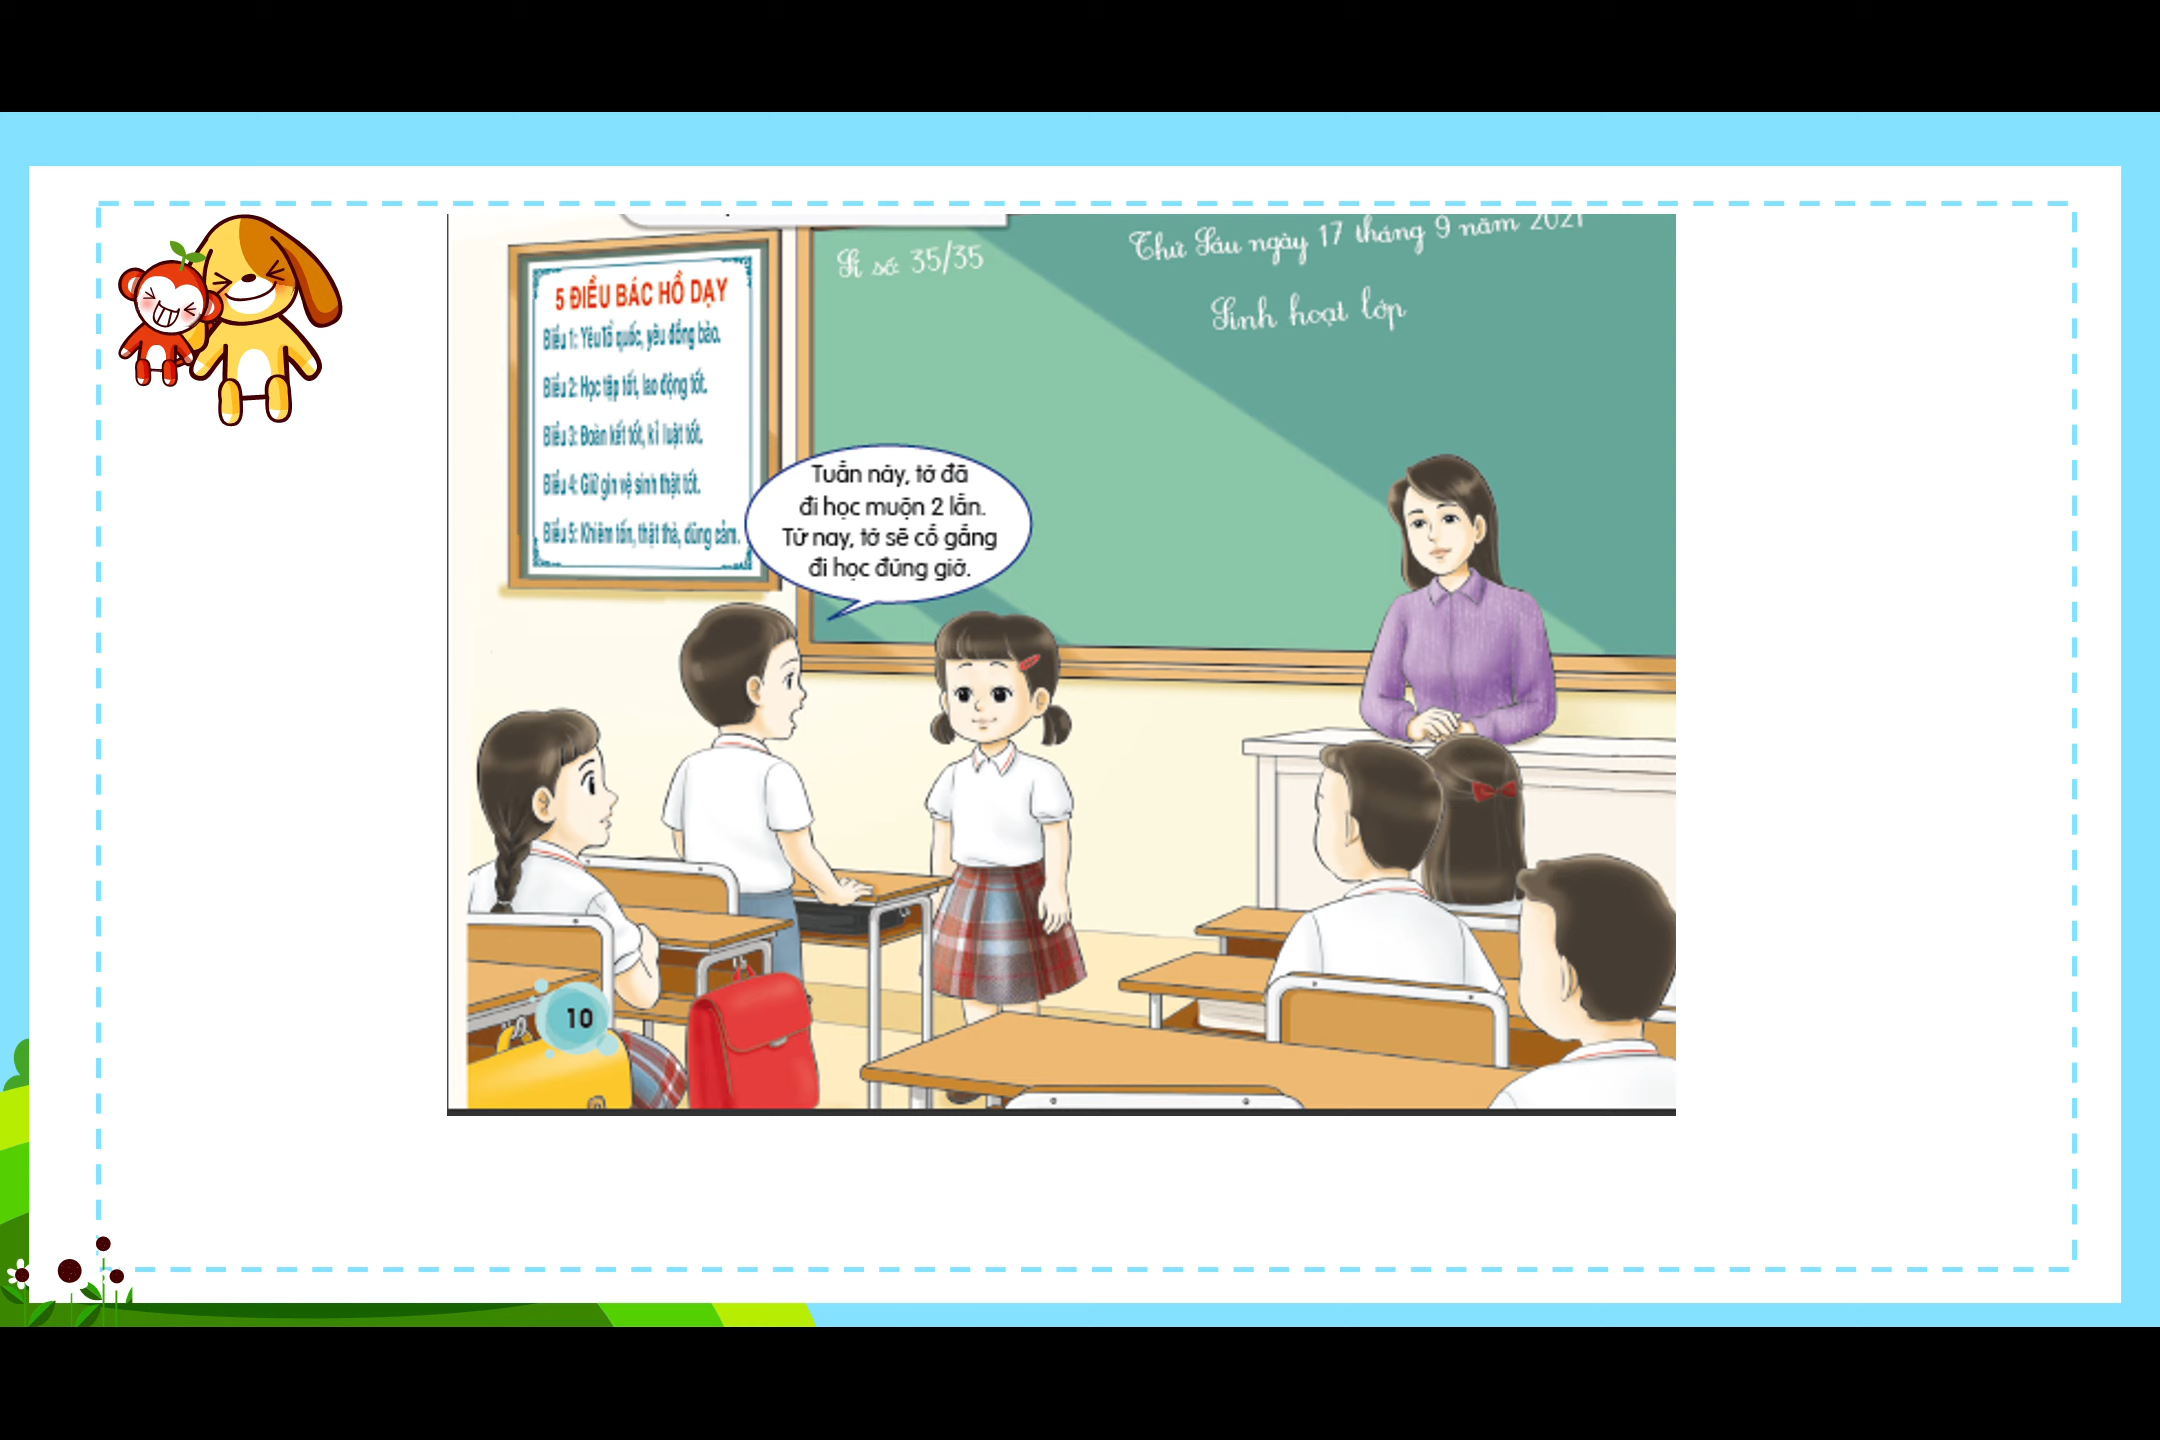 Sĩ số: 35/35
Thứ Sáu ngày 17 tháng 9 năm 2021
Sinh hoạt lớp
5 ĐIỀU BÁC HỒ DẠY
Điều 1: Yêu Tổ quốc, yêu đồng bào.
Điều 2: Học tập tốt, lao động tốt.
Điều 3: Đoàn kết tốt, kỉ luật tốt.
Điều 4: Giữ gìn vệ sinh thật tốt.
Điều 5: Khiêm tốn, thật thà, dũng cảm.
Tuần này, tớ đã
đi học muộn 2 lần.
Từ nay, tớ sẽ cố gắng
đi học đúng giờ.
10